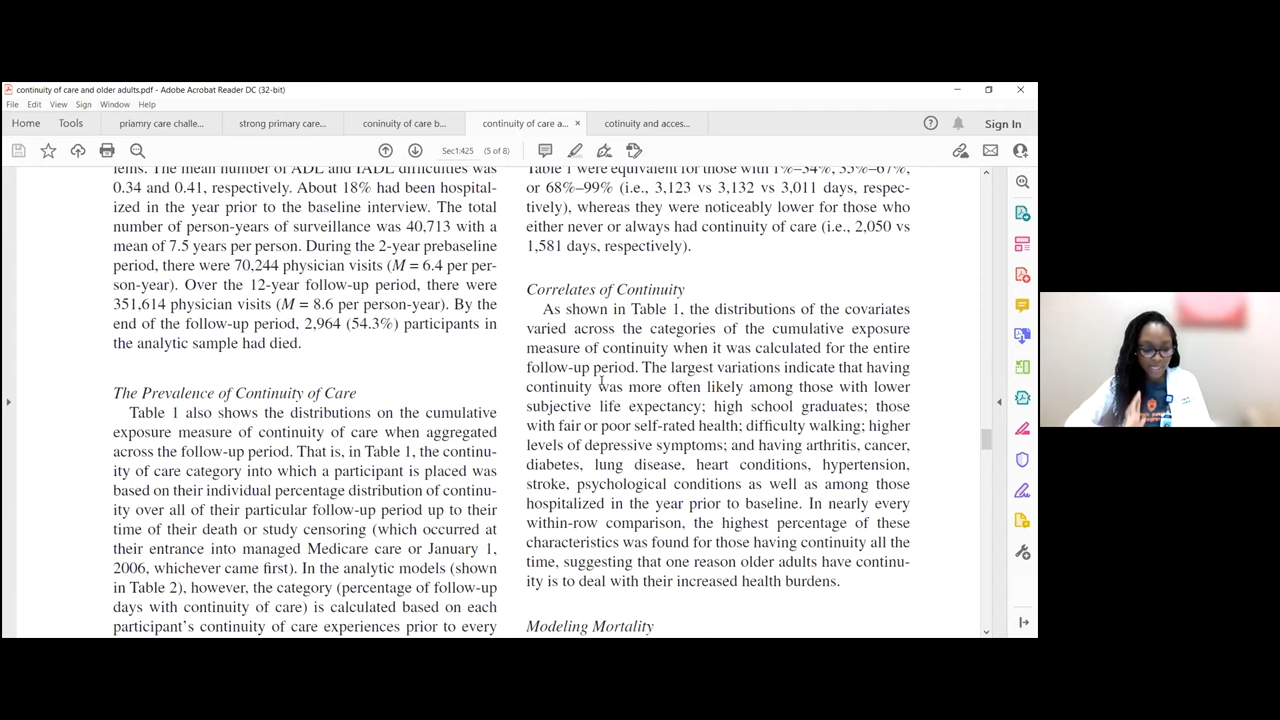 continuity of care and older adults.pdf - Adobe Acrobat Reader DC (32-bit)
File Edit View Sign Window Help
Home Tools priamry care challe... strong primary care... coninuity of care b... continuity of care a... × cotinuity and acces... Sign In
Sec1:425 (5 of 8)
tems. The mean number of ADL and IADL difficulties was
0.34 and 0.41, respectively. About 18% had been hospital-
ized in the year prior to the baseline interview. The total
number of person-years of surveillance was 40,713 with a
mean of 7.5 years per person. During the 2-year prebaseline
period, there were 70,244 physician visits (M = 6.4 per per-
son-year). Over the 12-year follow-up period, there were
351,614 physician visits (M = 8.6 per person-year). By the
end of the follow-up period, 2,964 (54.3%) participants in
the analytic sample had died.
The Prevalence of Continuity of Care
Table 1 also shows the distributions on the cumulative
exposure measure of continuity of care when aggregated
across the follow-up period. That is, in Table 1, the continu-
ity of care category into which a participant is placed was
based on their individual percentage distribution of continu-
ity over all of their particular follow-up period up to their
time of their death or study censoring (which occurred at
their entrance into managed Medicare care or January 1,
2006, whichever came first). In the analytic models (shown
in Table 2), however, the category (percentage of follow-up
days with continuity of care) is calculated based on each
participant's continuity of care experiences prior to every
Table 1 were equivalent for those with 1%–34%, 35%–67%,
or 68%–99% (i.e., 3,123 vs 3,132 vs 3,011 days, respec-
tively), whereas they were noticeably lower for those who
either never or always had continuity of care (i.e., 2,050 vs
1,581 days, respectively).
Correlates of Continuity
As shown in Table 1, the distributions of the covariates
varied across the categories of the cumulative exposure
measure of continuity when it was calculated for the entire
follow-up period. The largest variations indicate that having
continuity was more often likely among those with lower
subjective life expectancy; high school graduates; those
with fair or poor self-rated health; difficulty walking; higher
levels of depressive symptoms; and having arthritis, cancer,
diabetes, lung disease, heart conditions, hypertension,
stroke, psychological conditions as well as among those
hospitalized in the year prior to baseline. In nearly every
within-row comparison, the highest percentage of these
characteristics was found for those having continuity all the
time, suggesting that one reason older adults have continu-
ity is to deal with their increased health burdens.
Modeling Mortality